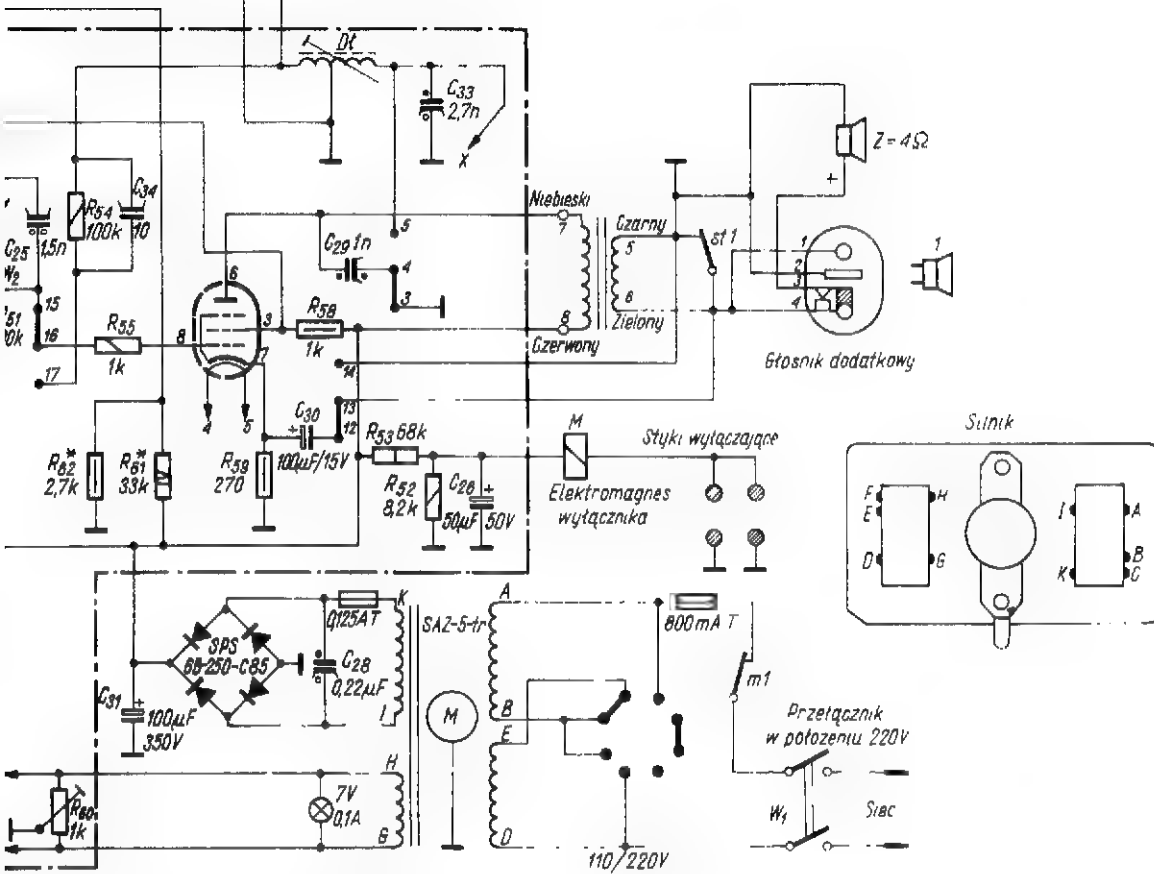 Dt
C33
2,7n
X
Z=4Ω
+
C34
10
R54
100k
C25
1,5n
W2
15
16
17
R55
1k
8
6
3
7
4
5
C29 1n
5
4
3
R58
1k
Niebieski
7
8
Czerwony
Czarny
5
6
Zielony
st1
1
2
3
4
1
Głośnik dodatkowy
14
13
12
C30
+
100µF/15V
R59
270
R62*
2,7k
R61*
33k
R53 68k
R52
8,2k
C26
+
50µF
50V
M
Elektromagnes
wyłącznika
Styki wyłączające
Silnik
F
E
D
H
G
I
K
A
B
C
SPS
6B-250-C85
C31
+
100µF
350V
0,125AT
C28
0,22µF
K
I
H
G
SAZ-5-tr
M
A
B
E
D
800mA T
m1
Przełącznik
w położeniu 220V
W1
Sieć
110/220V
R60
1k
7V
0,1A